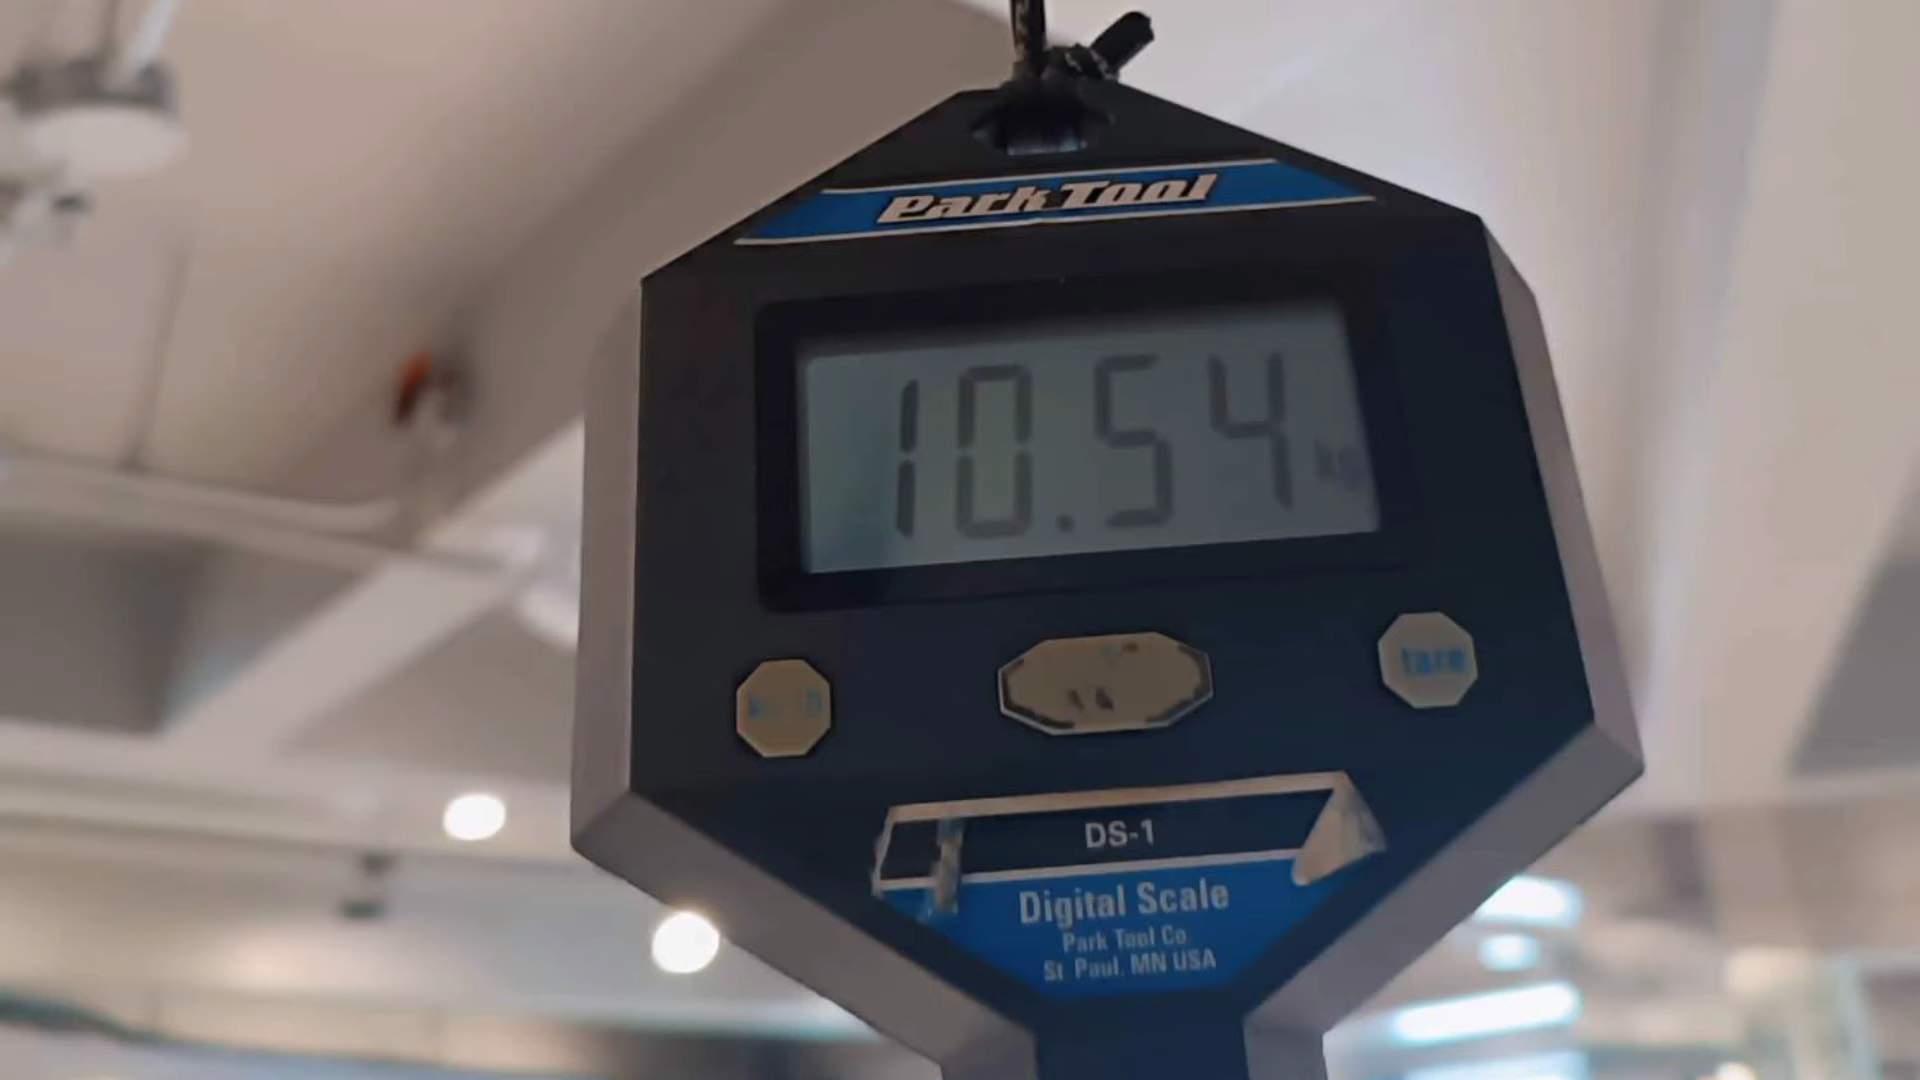 Park Tool
10.54 kg
tare
DS-1
Digital Scale
Park Tool Co.
St. Paul, MN USA